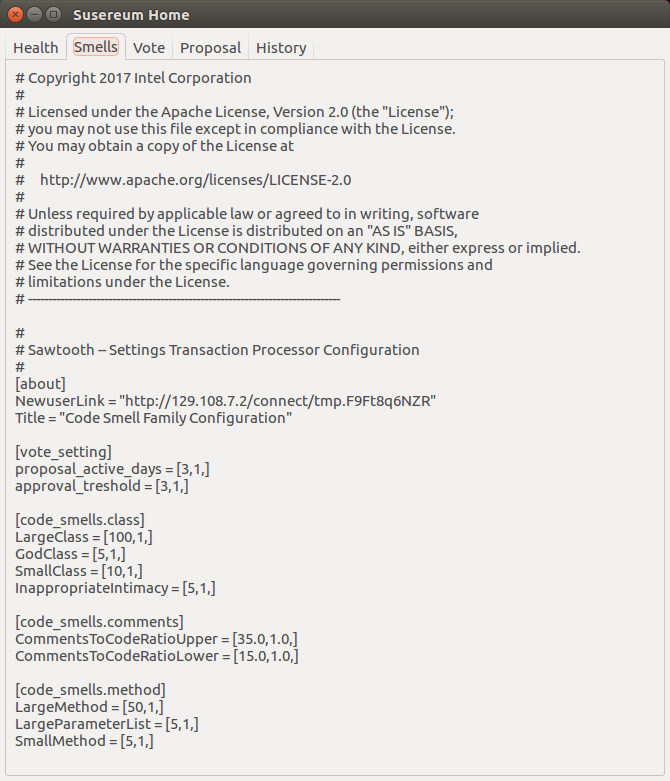 Susereum Home
Health Smells Vote Proposal History
# Copyright 2017 Intel Corporation
#
# Licensed under the Apache License, Version 2.0 (the "License");
# you may not use this file except in compliance with the License.
# You may obtain a copy of the License at
#
#     http://www.apache.org/licenses/LICENSE-2.0
#
# Unless required by applicable law or agreed to in writing, software
# distributed under the License is distributed on an "AS IS" BASIS,
# WITHOUT WARRANTIES OR CONDITIONS OF ANY KIND, either express or implied.
# See the License for the specific language governing permissions and
# limitations under the License.
# ------------------------------------------------------------------------------
#
# Sawtooth -- Settings Transaction Processor Configuration
#
[about]
NewuserLink = "http://129.108.7.2/connect/tmp.F9Ft8q6NZR"
Title = "Code Smell Family Configuration"
[vote_setting]
proposal_active_days = [3,1,]
approval_treshold = [3,1,]
[code_smells.class]
LargeClass = [100,1,]
GodClass = [5,1,]
SmallClass = [10,1,]
InappropriateIntimacy = [5,1,]
[code_smells.comments]
CommentsToCodeRatioUpper = [35.0,1.0,]
CommentsToCodeRatioLower = [15.0,1.0,]
[code_smells.method]
LargeMethod = [50,1,]
LargeParameterList = [5,1,]
SmallMethod = [5,1,]